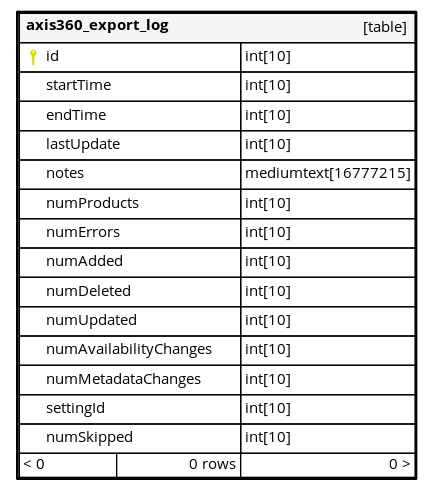 axis360_export_log [table]
id int[10]
startTime int[10]
endTime int[10]
lastUpdate int[10]
notes mediumtext[16777215]
numProducts int[10]
numErrors int[10]
numAdded int[10]
numDeleted int[10]
numUpdated int[10]
numAvailabilityChanges int[10]
numMetadataChanges int[10]
settingId int[10]
numSkipped int[10]
< 0 0 rows 0 >